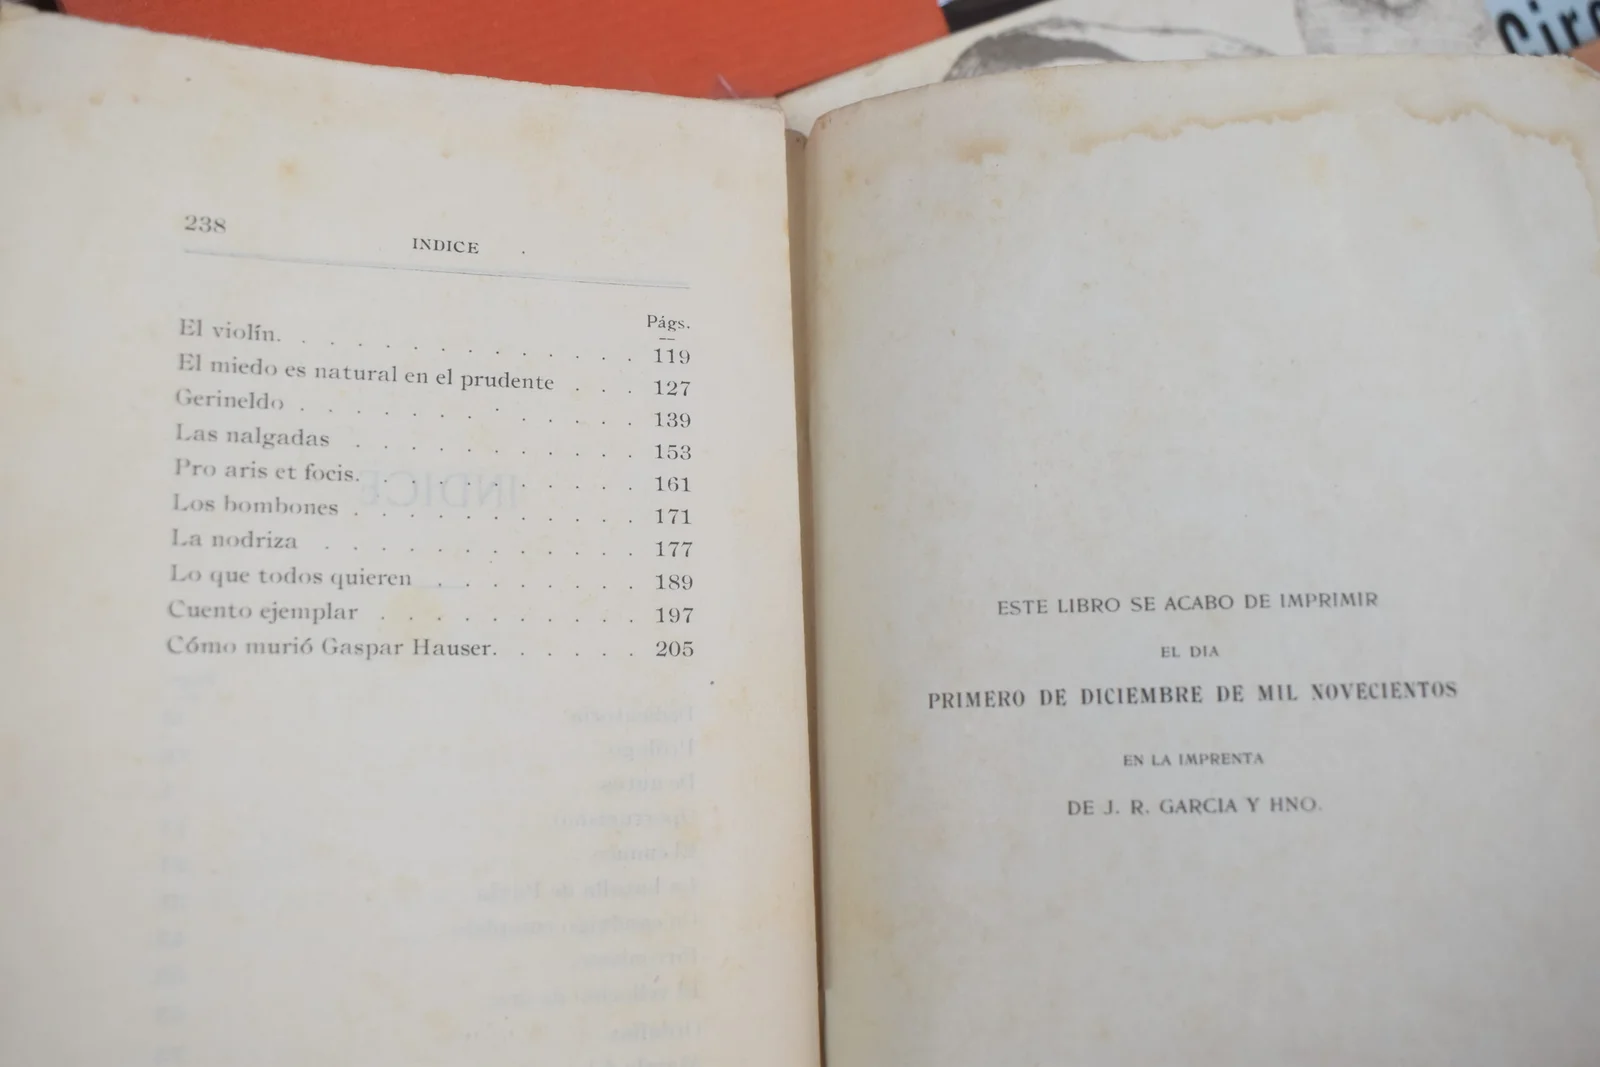 Circ
238
INDICE
Págs.
El violín. . . . . . . . . . . . . . 119
El miedo es natural en el prudente . . . 127
Gerineldo . . . . . . . . . . . . . 139
Las nalgadas . . . . . . . . . . . 153
Pro aris et focis. . . . . . . . . . . 161
Los bombones . . . . . . . . . . . 171
La nodriza . . . . . . . . . . . . 177
Lo que todos quieren . . . . . . . . 189
Cuento ejemplar . . . . . . . . . . 197
Cómo murió Gaspar Hauser. . . . . . 205
INDICE
ESTE LIBRO SE ACABO DE IMPRIMIR
EL DIA
PRIMERO DE DICIEMBRE DE MIL NOVECIENTOS
EN LA IMPRENTA
DE J. R. GARCIA Y HNO.